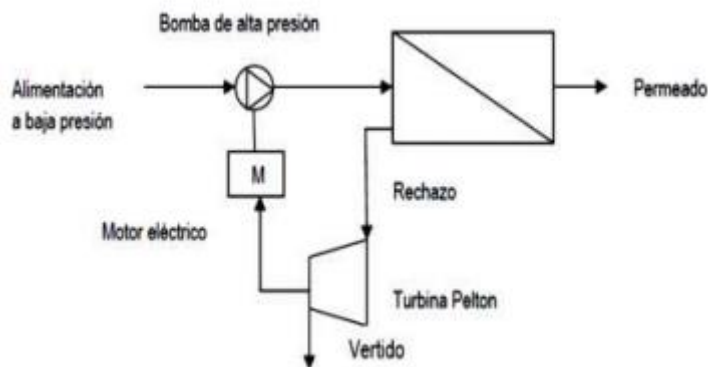 Bomba de alta presión
Alimentación
a baja presión
Permeado
M
Rechazo
Motor eléctrico
Turbina Pelton
Vertido